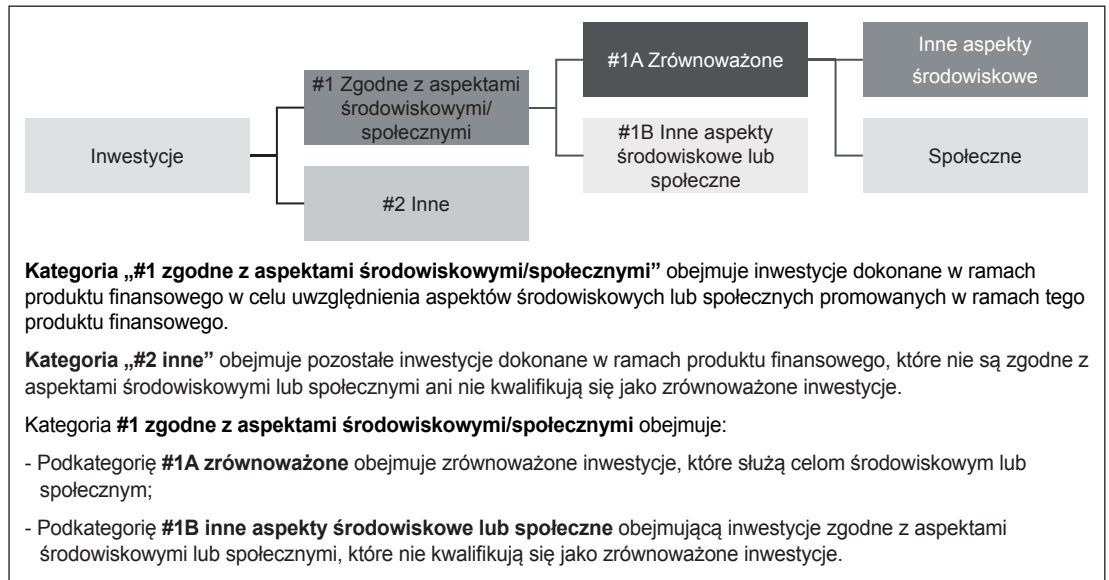 Inwestycje
#1 Zgodne z aspektami
środowiskowymi/
społecznymi
#2 Inne
#1A Zrównoważone
#1B Inne aspekty
środowiskowe lub
społeczne
Inne aspekty
środowiskowe
Społeczne
Kategoria „#1 zgodne z aspektami środowiskowymi/społecznymi” obejmuje inwestycje dokonane w ramach
produktu finansowego w celu uwzględnienia aspektów środowiskowych lub społecznych promowanych w ramach tego
produktu finansowego.
Kategoria „#2 inne” obejmuje pozostałe inwestycje dokonane w ramach produktu finansowego, które nie są zgodne z
aspektami środowiskowymi lub społecznymi ani nie kwalifikują się jako zrównoważone inwestycje.
Kategoria #1 zgodne z aspektami środowiskowymi/społecznymi obejmuje:
- Podkategorię #1A zrównoważone obejmuje zrównoważone inwestycje, które służą celom środowiskowym lub
społecznym;
- Podkategorię #1B inne aspekty środowiskowe lub społeczne obejmującą inwestycje zgodne z aspektami
środowiskowymi lub społecznymi, które nie kwalifikują się jako zrównoważone inwestycje.